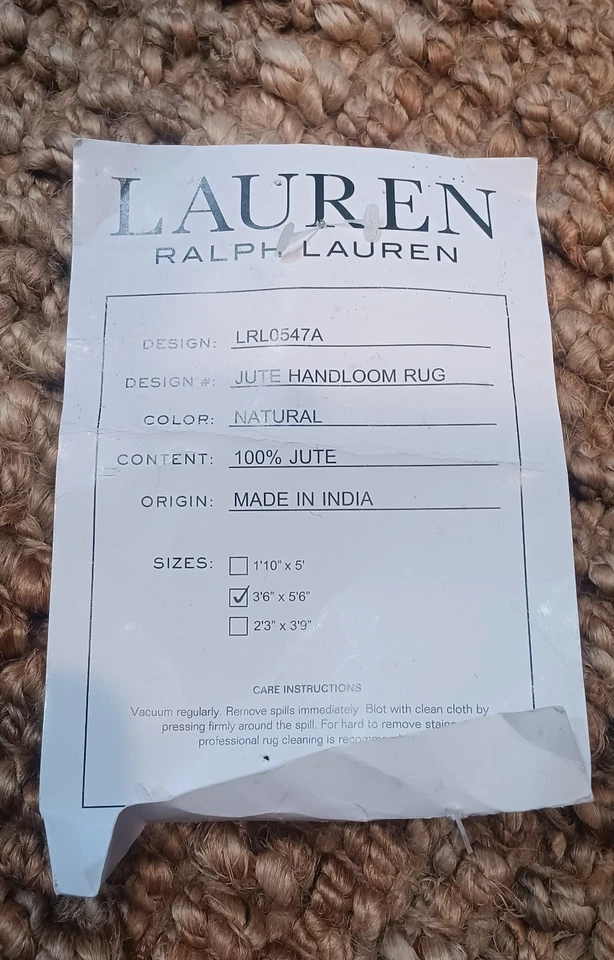 LAUREN
RALPH LAUREN
DESIGN: LRL0547A
DESIGN #: JUTE HANDLOOM RUG
COLOR: NATURAL
CONTENT: 100% JUTE
ORIGIN: MADE IN INDIA
SIZES: 1'10" x 5'
3'6" x 5'6"
2'3" x 3'9"
CARE INSTRUCTIONS
Vacuum regularly. Remove spills immediately Blot with clean cloth by
pressing firmly around the spill. For hard to remove stains
professional rug cleaning is